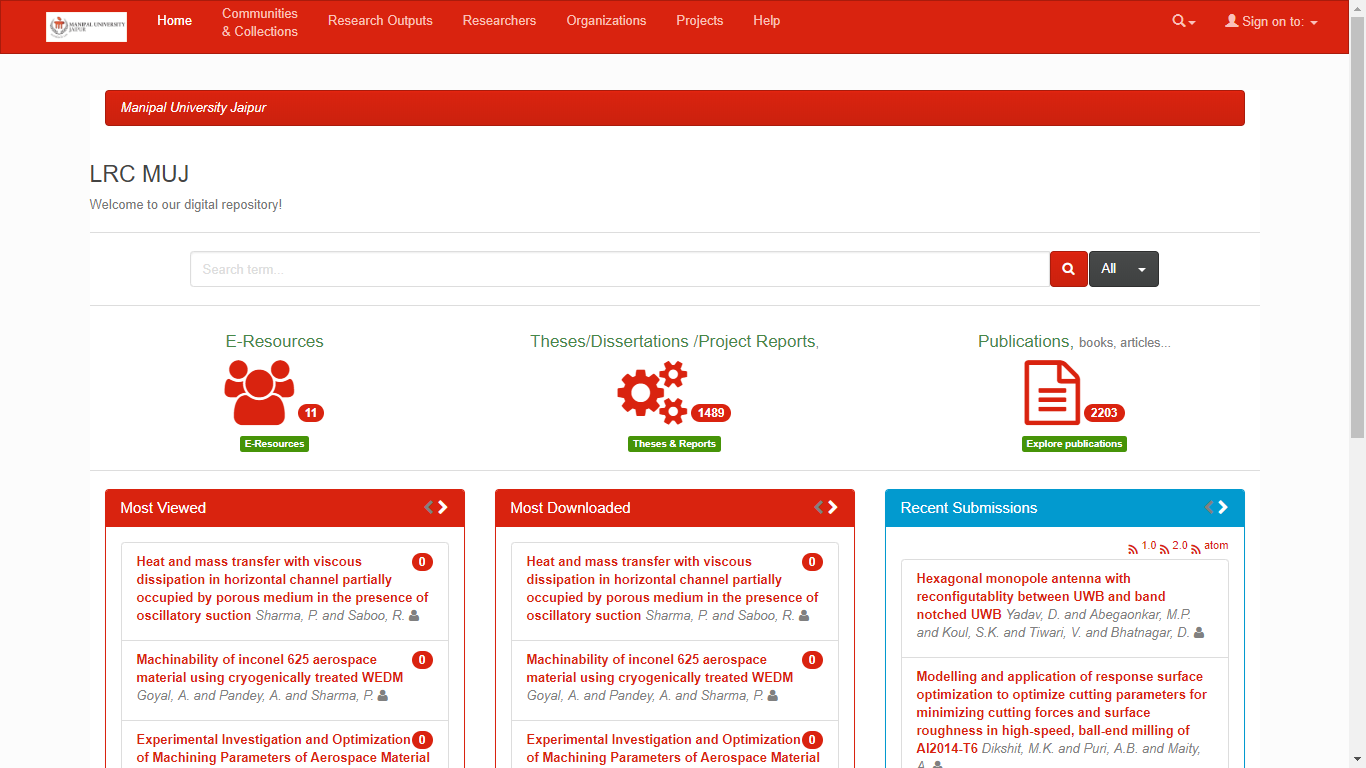 MANIPAL UNIVERSITY
JAIPUR
Home
Communities
& Collections
Research Outputs
Researchers
Organizations
Projects
Help
Sign on to:
Manipal University Jaipur
LRC MUJ
Welcome to our digital repository!
Search term...
All
E-Resources
11
E-Resources
Theses/Dissertations /Project Reports,
1489
Theses & Reports
Publications, books, articles...
2203
Explore publications
Most Viewed
Heat and mass transfer with viscous 0
dissipation in horizontal channel partially
occupied by porous medium in the presence of
oscillatory suction Sharma, P. and Saboo, R.
Machinability of inconel 625 aerospace 0
material using cryogenically treated WEDM
Goyal, A. and Pandey, A. and Sharma, P.
Experimental Investigation and Optimization 0
of Machining Parameters of Aerospace Material
Most Downloaded
Heat and mass transfer with viscous 0
dissipation in horizontal channel partially
occupied by porous medium in the presence of
oscillatory suction Sharma, P. and Saboo, R.
Machinability of inconel 625 aerospace 0
material using cryogenically treated WEDM
Goyal, A. and Pandey, A. and Sharma, P.
Experimental Investigation and Optimization 0
of Machining Parameters of Aerospace Material
Recent Submissions
1.0 2.0 atom
Hexagonal monopole antenna with
reconfigutablity between UWB and band
notched UWB Yadav, D. and Abegaonkar, M.P.
and Koul, S.K. and Tiwari, V. and Bhatnagar, D.
Modelling and application of response surface
optimization to optimize cutting parameters for
minimizing cutting forces and surface
roughness in high-speed, ball-end milling of
Al2014-T6 Dikshit, M.K. and Puri, A.B. and Maity,
A.